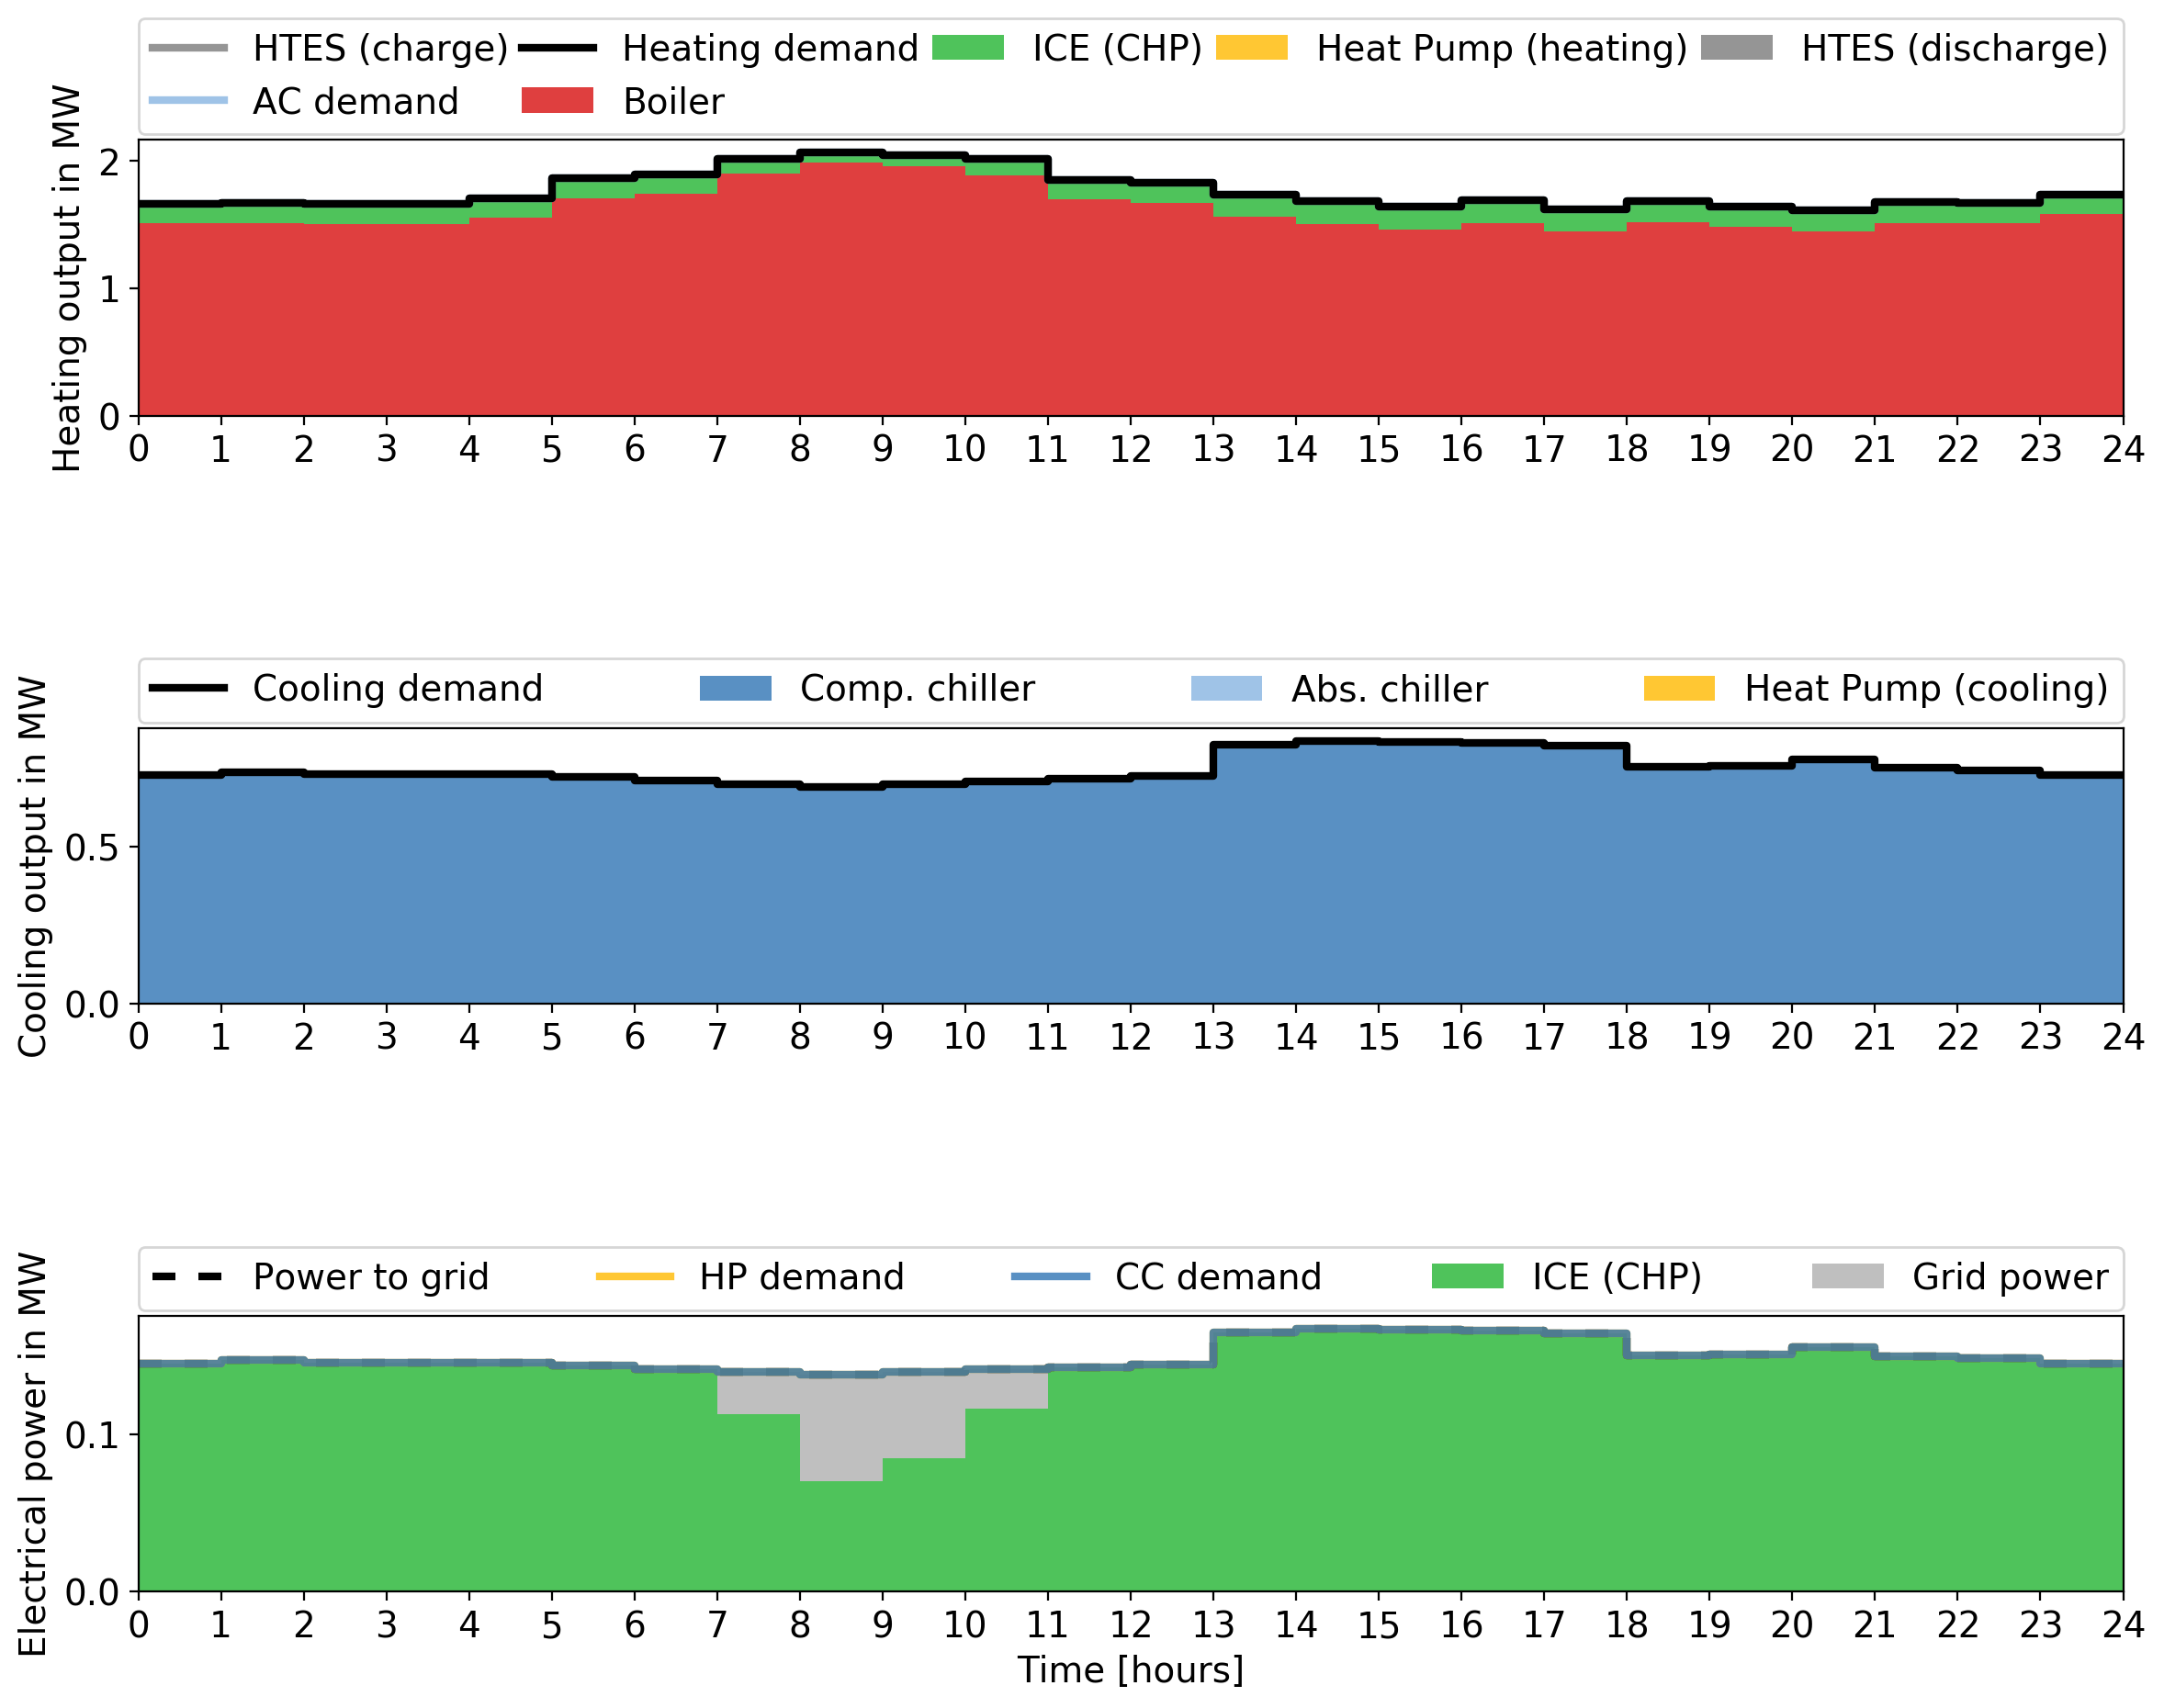 HTES (charge) Heating demand ICE (CHP) Heat Pump (heating) HTES (discharge)
AC demand Boiler
Heating output in MW
2
1
0
0 1 2 3 4 5 6 7 8 9 10 11 12 13 14 15 16 17 18 19 20 21 22 23 24
Cooling demand Comp. chiller Abs. chiller Heat Pump (cooling)
Cooling output in MW
0.5
0.0
0 1 2 3 4 5 6 7 8 9 10 11 12 13 14 15 16 17 18 19 20 21 22 23 24
Power to grid HP demand CC demand ICE (CHP) Grid power
Electrical power in MW
0.1
0.0
0 1 2 3 4 5 6 7 8 9 10 11 12 13 14 15 16 17 18 19 20 21 22 23 24
Time [hours]